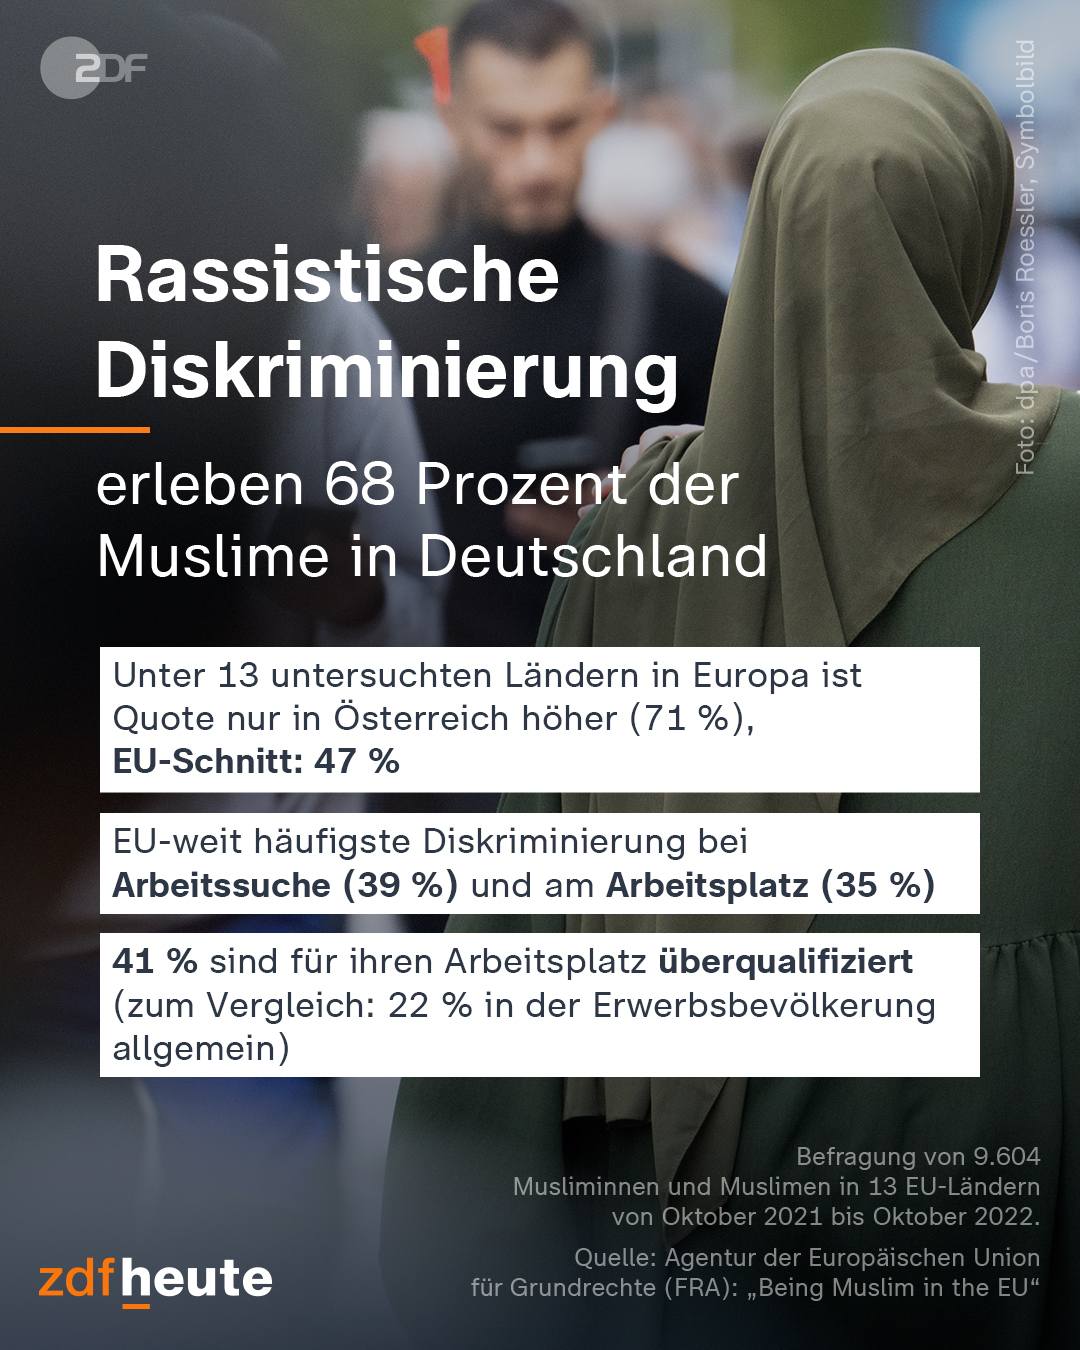 ZDF
Foto: dpa/Boris Roessler, Symbolbild
Rassistische
Diskriminierung
erleben 68 Prozent der
Muslime in Deutschland
Unter 13 untersuchten Ländern in Europa ist
Quote nur in Österreich höher (71 %),
EU-Schnitt: 47 %
EU-weit häufigste Diskriminierung bei
Arbeitssuche (39 %) und am Arbeitsplatz (35 %)
41 % sind für ihren Arbeitsplatz überqualifiziert
(zum Vergleich: 22 % in der Erwerbsbevölkerung
allgemein)
Befragung von 9.604
Musliminnen und Muslimen in 13 EU-Ländern
von Oktober 2021 bis Oktober 2022.
Quelle: Agentur der Europäischen Union
für Grundrechte (FRA): „Being Muslim in the EU“
zdfheute